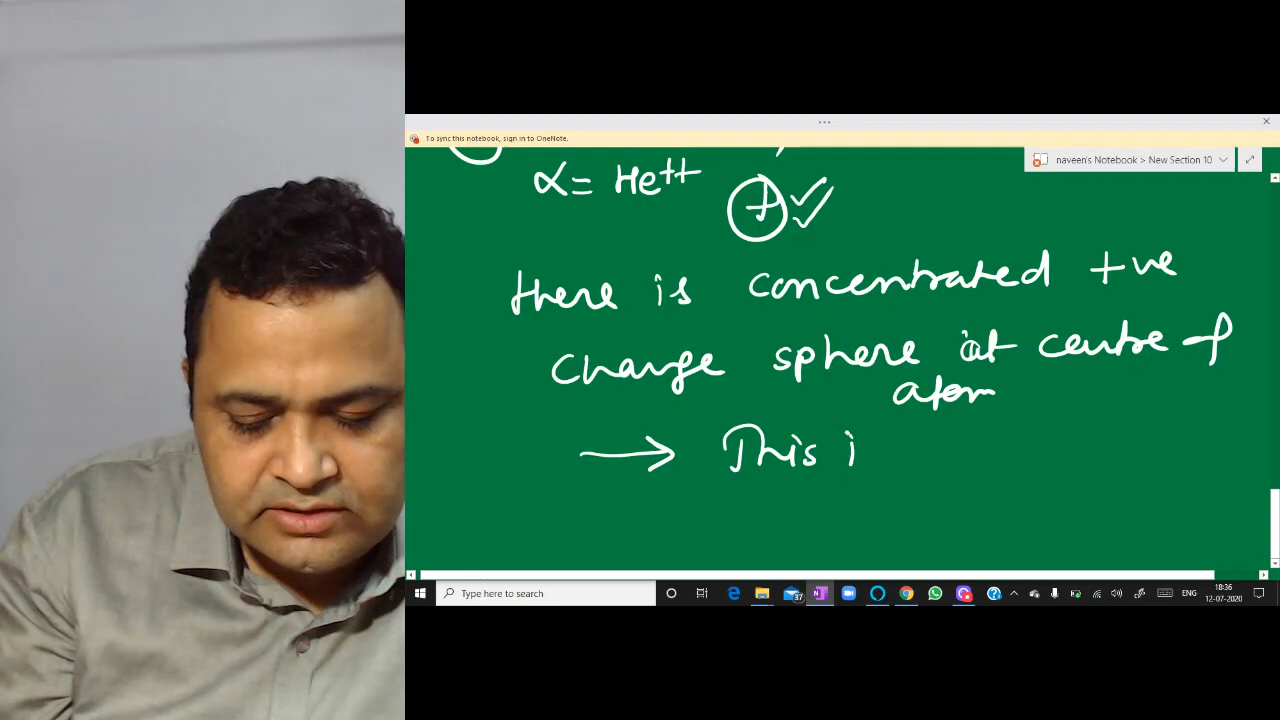 To sync this notebook, sign in to OneNote.
naveen's Notebook > New Section 10
α = He++
+
there is concentrated +ve
charge sphere at centre of
atom
→ This i
Type here to search
37
ENG
18:36
12-07-2020